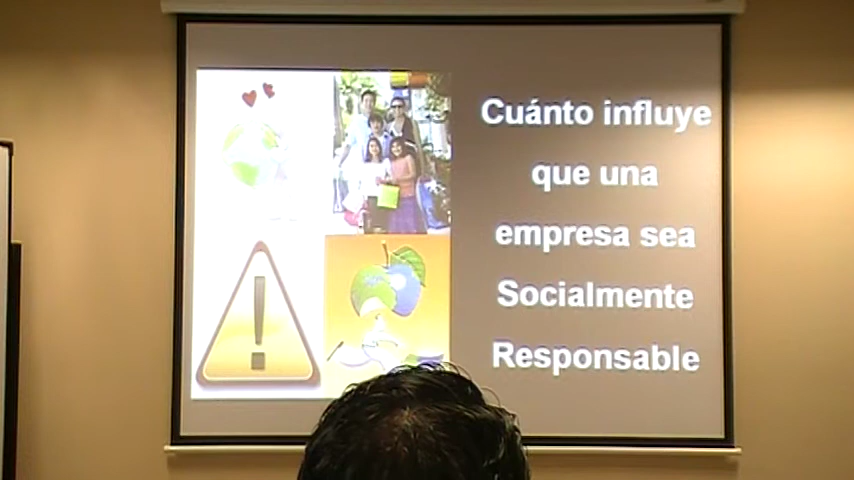 Cuánto influye
que una
empresa sea
Socialmente
Responsable